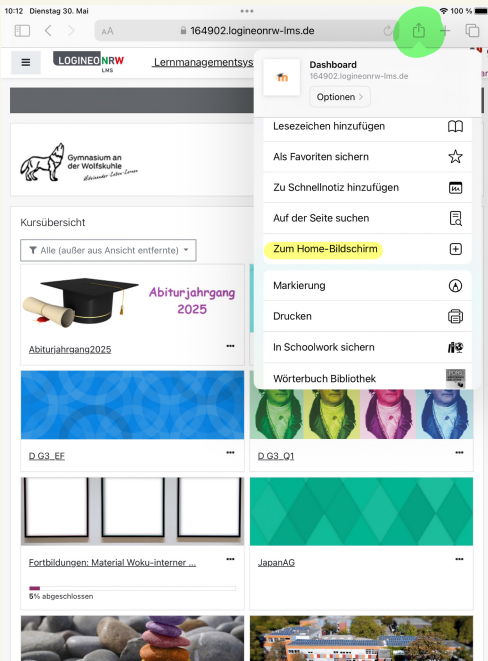 10:12 Dienstag 30. Mai
100 %
AA
164902.logineonrw-lms.de
LOGINEO NRW
LMS
Lernmanagementsys
Dashboard
164902.logineonrw-lms.de
Optionen
Lesezeichen hinzufügen
Als Favoriten sichern
Zu Schnellnotiz hinzufügen
Auf der Seite suchen
Zum Home-Bildschirm
Markierung
Drucken
In Schoolwork sichern
Wörterbuch Bibliothek
Gymnasium an
der Wolfskuhle
Miteinander Leben Lernen
Kursübersicht
Alle (außer aus Ansicht entfernte)
Abiturjahrgang
2025
Abiturjahrgang2025
D G3_EF
D G3_Q1
Fortbildungen: Material Woku-interner ...
JapanAG
5% abgeschlossen